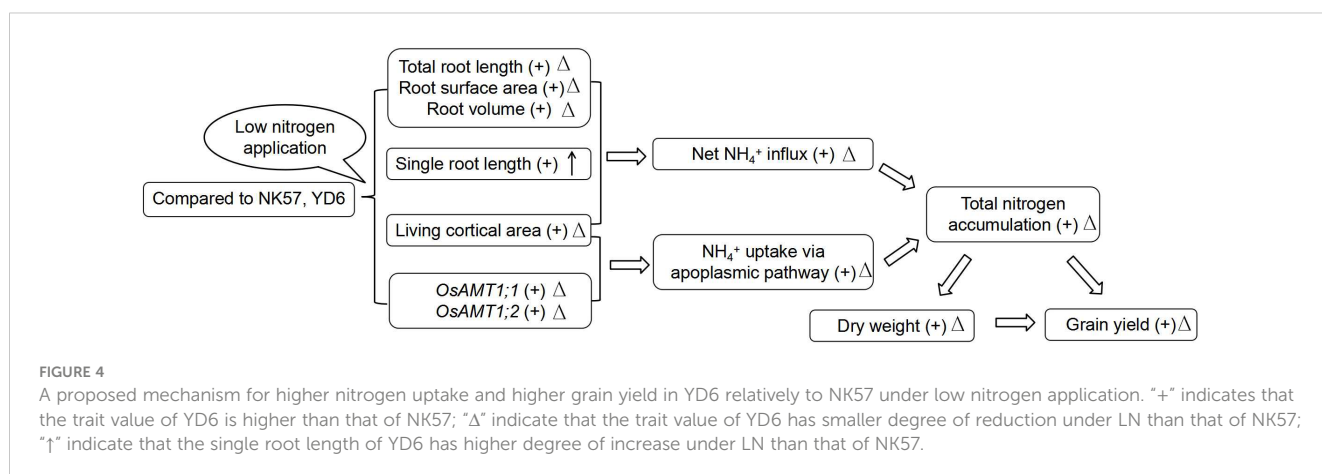 Total root length (+) Δ
Root surface area (+)Δ
Root volume (+) Δ
Low nitrogen
application
Single root length (+) ↑
Compared to NK57, YD6
Living cortical area (+) Δ
OsAMT1;1 (+) Δ
OsAMT1;2 (+) Δ
Net NH₄⁺ influx (+) Δ
NH₄⁺ uptake via
apoplasmic pathway (+)Δ
Total nitrogen
accumulation (+) Δ
Dry weight (+) Δ
Grain yield (+)Δ
FIGURE 4
A proposed mechanism for higher nitrogen uptake and higher grain yield in YD6 relatively to NK57 under low nitrogen application. "+" indicates that
the trait value of YD6 is higher than that of NK57; "Δ" indicate that the trait value of YD6 has smaller degree of reduction under LN than that of NK57;
"↑" indicate that the single root length of YD6 has higher degree of increase under LN than that of NK57.